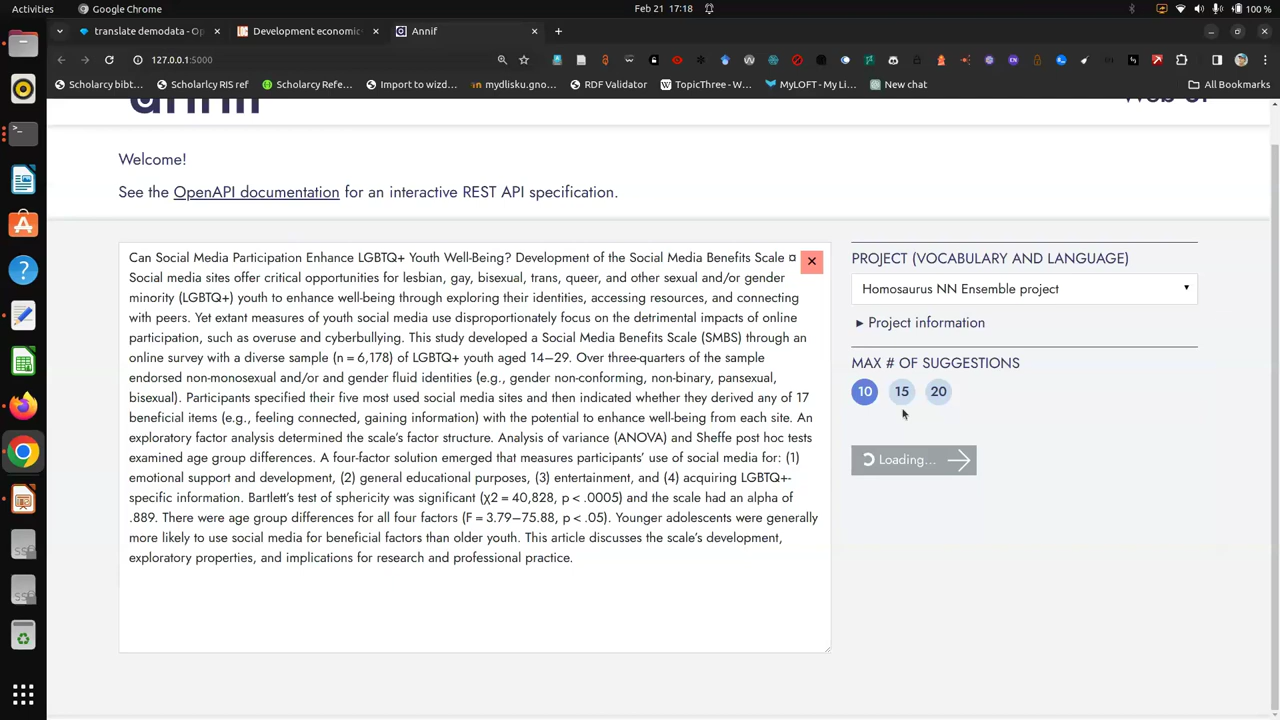 Activities
Google Chrome
Feb 21 17:18
100 %
translate demodata - Op
Development economic
Annif
127.0.0.1:5000
Scholarcy bibt...
Scholarlcy RIS ref
Scholarcy Refe...
Import to wizd...
mydlisku.gno...
RDF Validator
TopicThree - W...
MyLOFT - My Li...
New chat
All Bookmarks
annif
Web UI
Welcome!
See the OpenAPI documentation for an interactive REST API specification.
Can Social Media Participation Enhance LGBTQ+ Youth Well-Being? Development of the Social Media Benefits Scale ¤
Social media sites offer critical opportunities for lesbian, gay, bisexual, trans, queer, and other sexual and/or gender
minority (LGBTQ+) youth to enhance well-being through exploring their identities, accessing resources, and connecting
with peers. Yet extant measures of youth social media use disproportionately focus on the detrimental impacts of online
participation, such as overuse and cyberbullying. This study developed a Social Media Benefits Scale (SMBS) through an
online survey with a diverse sample (n = 6,178) of LGBTQ+ youth aged 14–29. Over three-quarters of the sample
endorsed non-monosexual and/or and gender fluid identities (e.g., gender non-conforming, non-binary, pansexual,
bisexual). Participants specified their five most used social media sites and then indicated whether they derived any of 17
beneficial items (e.g., feeling connected, gaining information) with the potential to enhance well-being from each site. An
exploratory factor analysis determined the scale's factor structure. Analysis of variance (ANOVA) and Sheffe post hoc tests
examined age group differences. A four-factor solution emerged that measures participants' use of social media for: (1)
emotional support and development, (2) general educational purposes, (3) entertainment, and (4) acquiring LGBTQ+-
specific information. Bartlett's test of sphericity was significant (χ2 = 40,828, p < .0005) and the scale had an alpha of
.889. There were age group differences for all four factors (F = 3.79–75.88, p < .05). Younger adolescents were generally
more likely to use social media for beneficial factors than older youth. This article discusses the scale's development,
exploratory properties, and implications for research and professional practice.
PROJECT (VOCABULARY AND LANGUAGE)
Homosaurus NN Ensemble project
Project information
MAX # OF SUGGESTIONS
10 15 20
Loading...